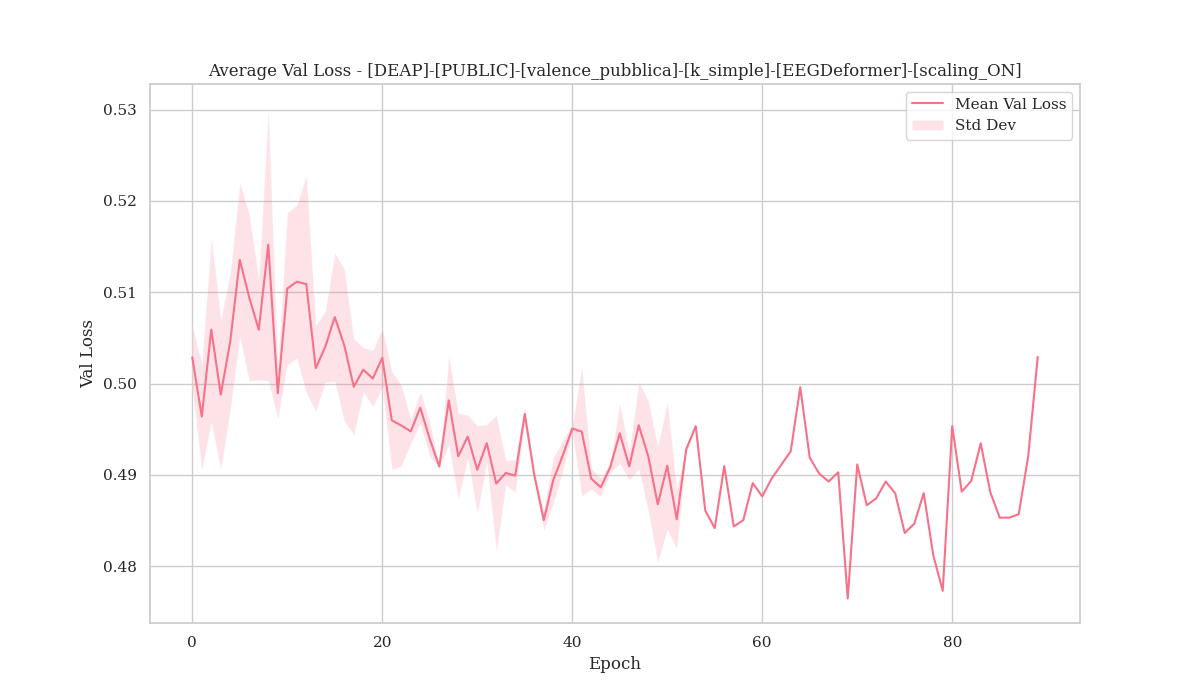 Average Val Loss - [DEAP]-[PUBLIC]-[valence_pubblica]-[k_simple]-[EEGDeformer]-[scaling_ON]
Mean Val Loss
Std Dev
Val Loss
0.53
0.52
0.51
0.50
0.49
0.48
0
20
40
60
80
Epoch